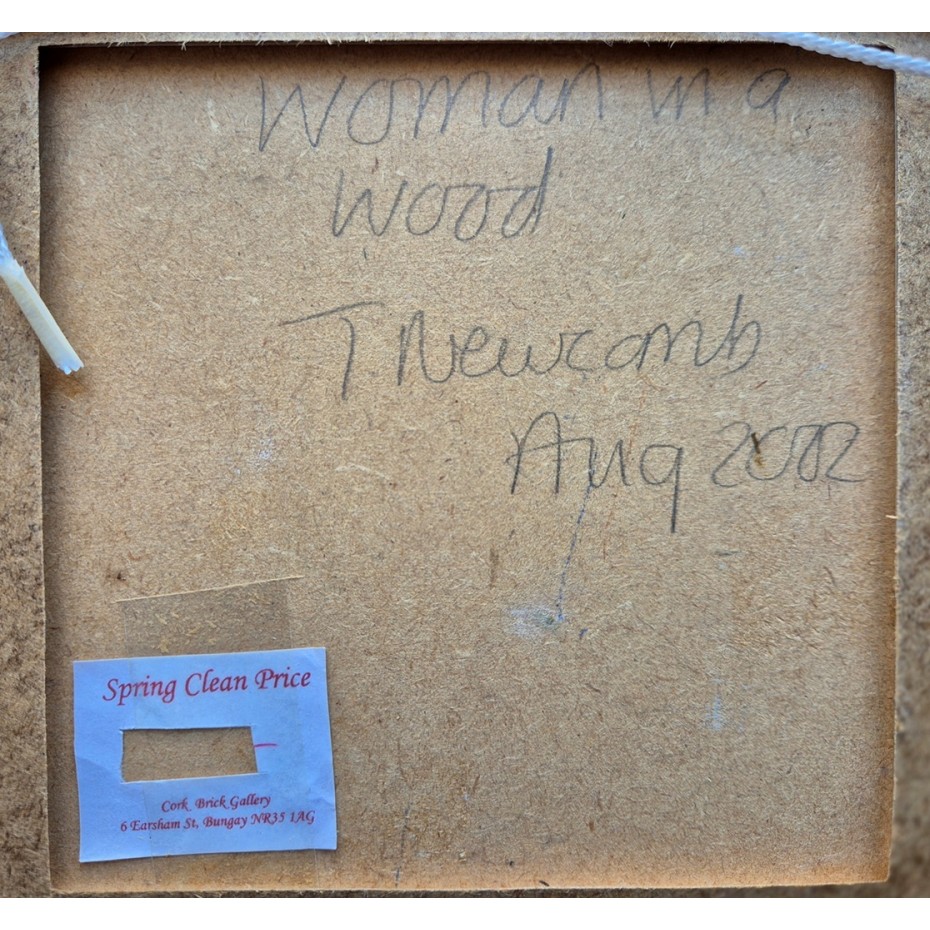 Woman in a
wood
T Newcomb
Aug 2002
Spring Clean Price
Cork Brick Gallery
6 Earsham St, Bungay NR35 1AG